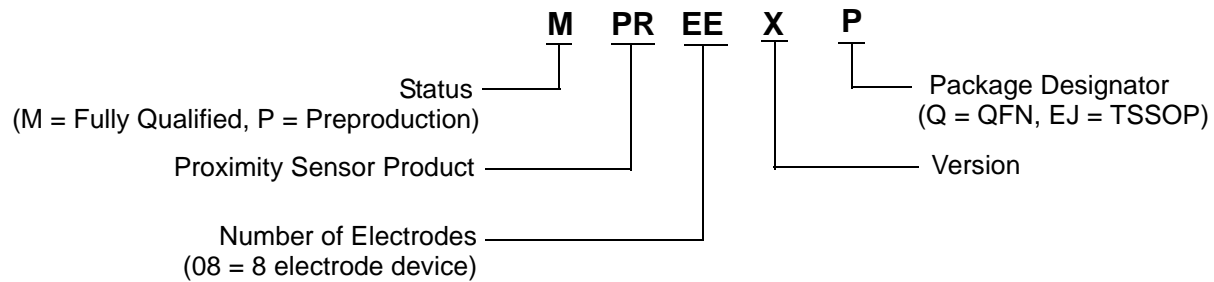 M PR EE X P
Status
(M = Fully Qualified, P = Preproduction)
Package Designator
(Q = QFN, EJ = TSSOP)
Proximity Sensor Product
Version
Number of Electrodes
(08 = 8 electrode device)